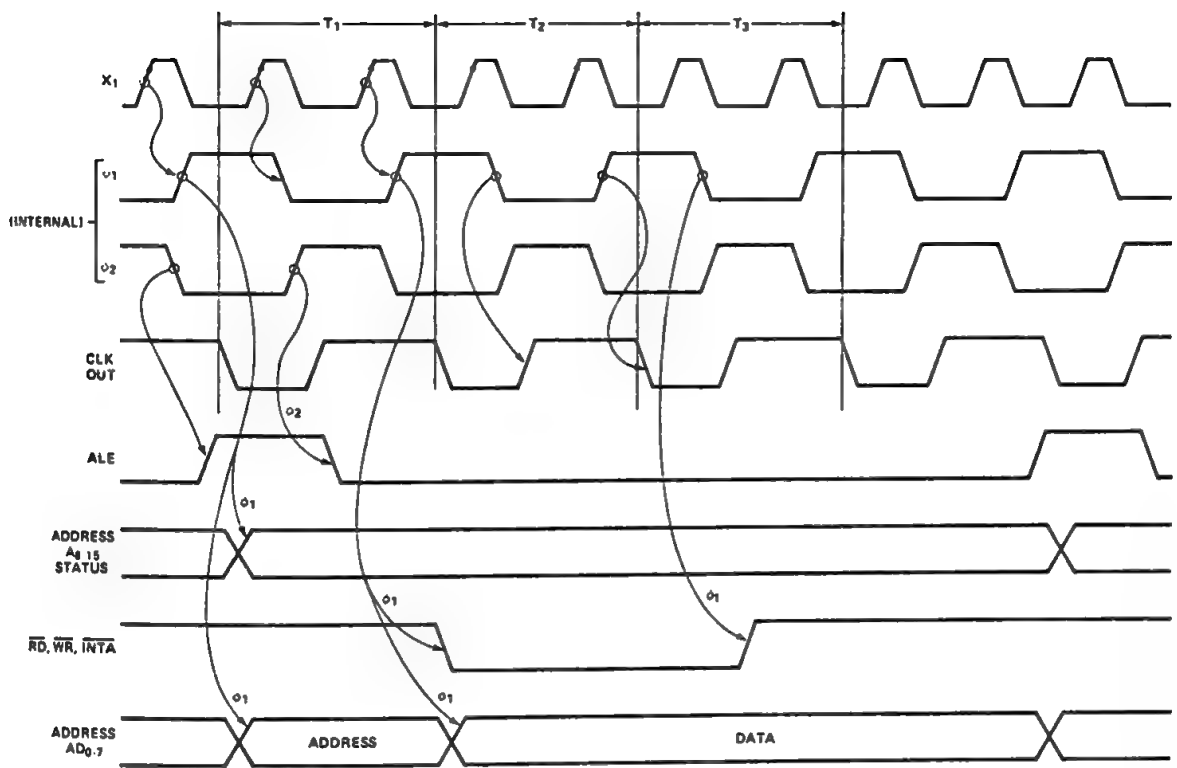 T1 T2 T3
X1
φ1
(INTERNAL)
φ2
CLK
OUT
φ2
ALE
φ1
ADDRESS
A8 15
STATUS
φ1 φ1
RD, WR, INTA
φ1 φ1
ADDRESS
AD0-7
ADDRESS DATA